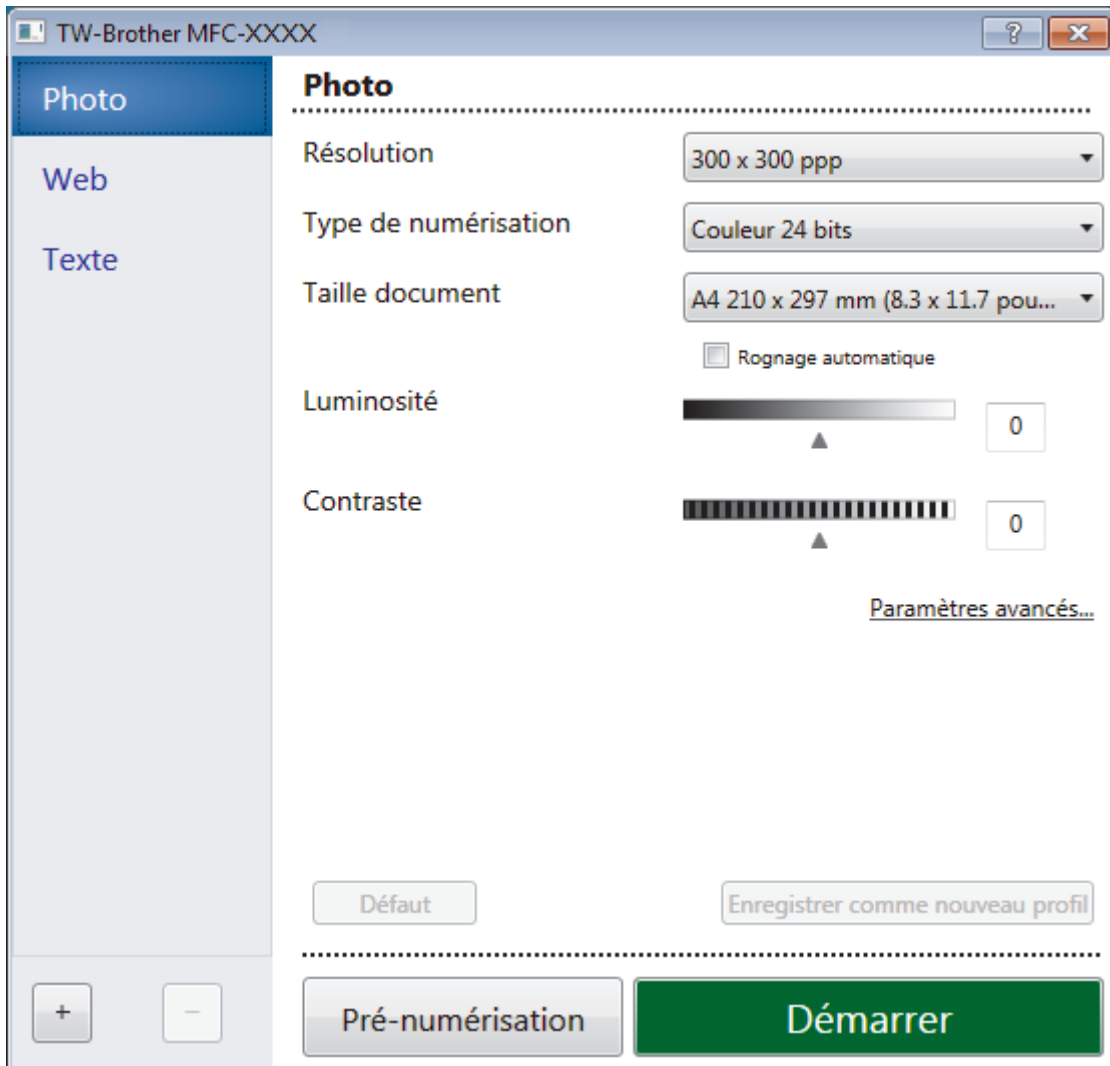 TW-Brother MFC-XXXX
?
Photo
Web
Texte
Photo
Résolution
300 x 300 ppp
Type de numérisation
Couleur 24 bits
Taille document
A4 210 x 297 mm (8.3 x 11.7 pou...
Rognage automatique
Luminosité
0
Contraste
0
Paramètres avancés...
Défaut
Enregistrer comme nouveau profil
+
−
Pré-numérisation
Démarrer